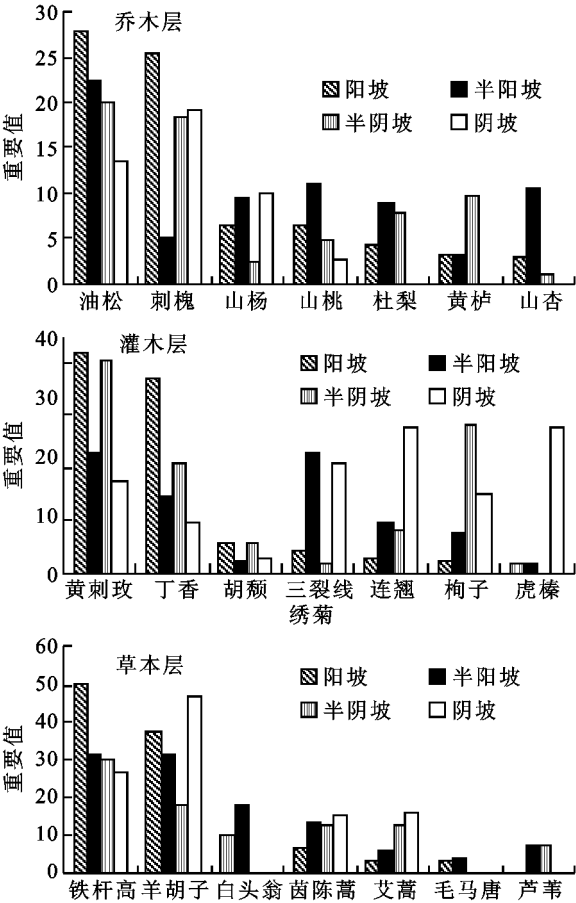 乔木层
30
25
20
15
10
5
0
重要值
阳坡 半阳坡
半阴坡 阴坡
油松 刺槐 山杨 山桃 杜梨 黄栌 山杏
灌木层
40
30
20
10
0
重要值
阳坡 半阳坡
半阴坡 阴坡
黄刺玫 丁香 胡颓 三裂线 连翘 枸子 虎榛
绣菊
草本层
60
50
40
30
20
10
0
重要值
阳坡 半阳坡
半阴坡 阴坡
铁杆高 羊胡子 白头翁 茵陈蒿 艾蒿 毛马唐 芦苇